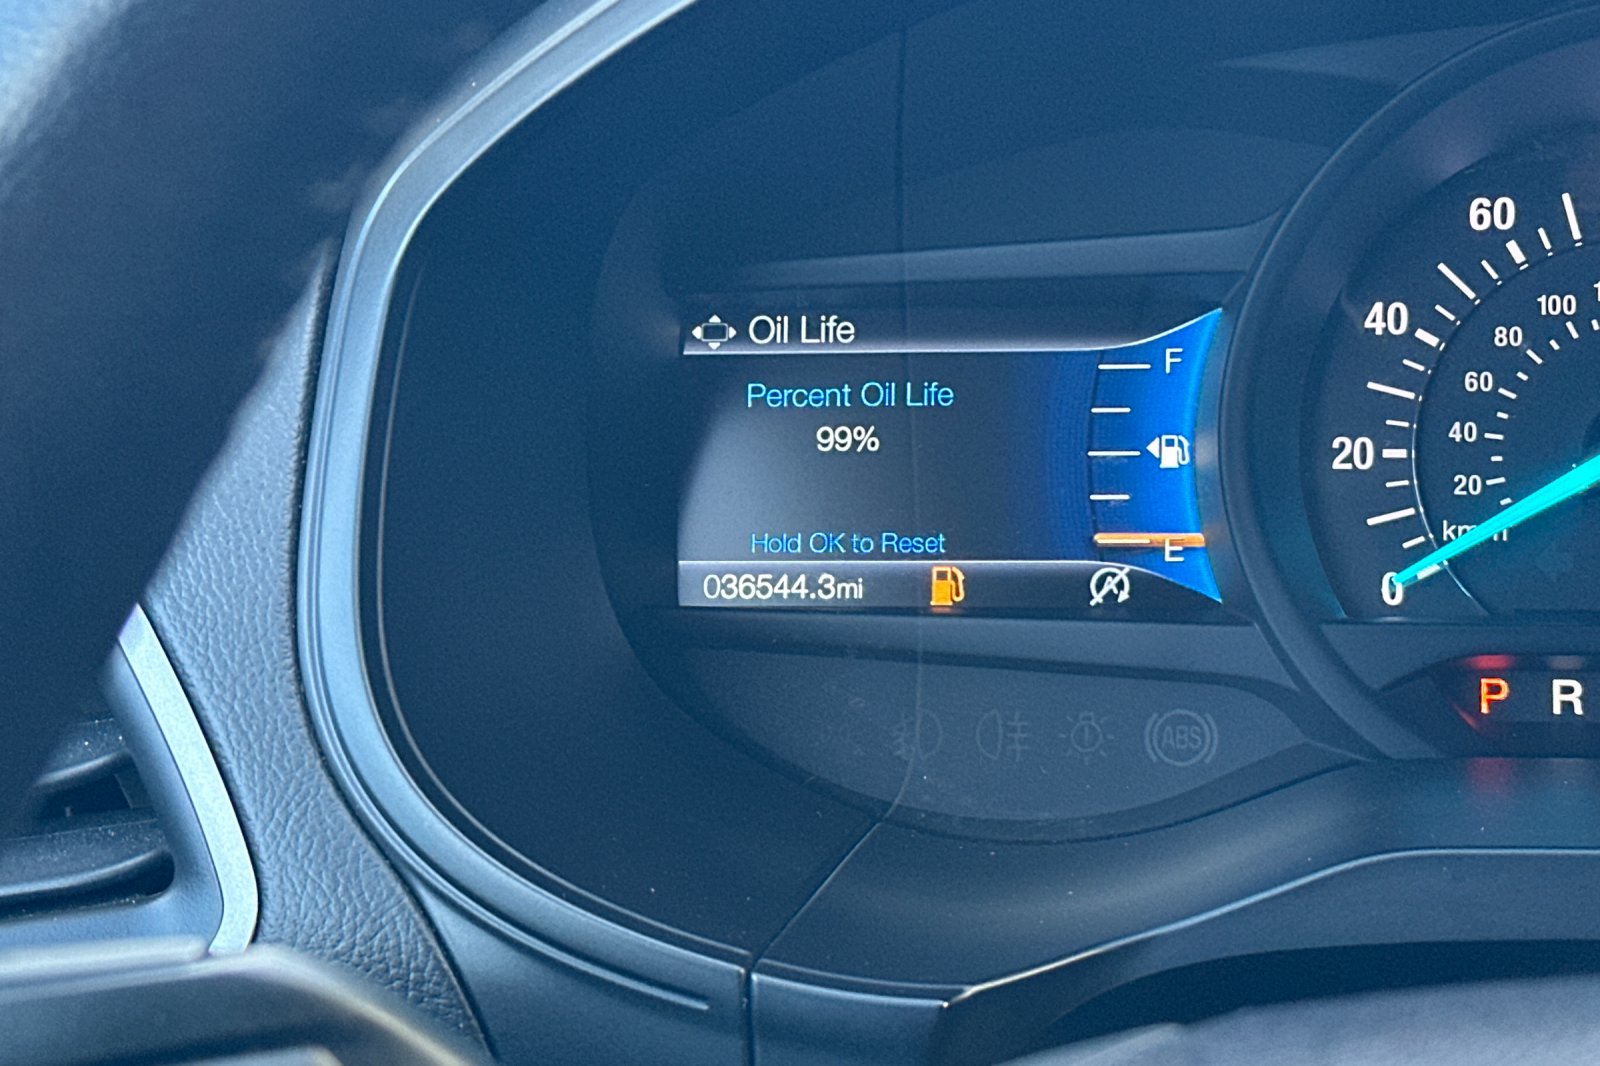 Oil Life
Percent Oil Life
99%
Hold OK to Reset
036544.3mi
F
E
60
40
20
0
100
80
60
40
20
P R
ABS